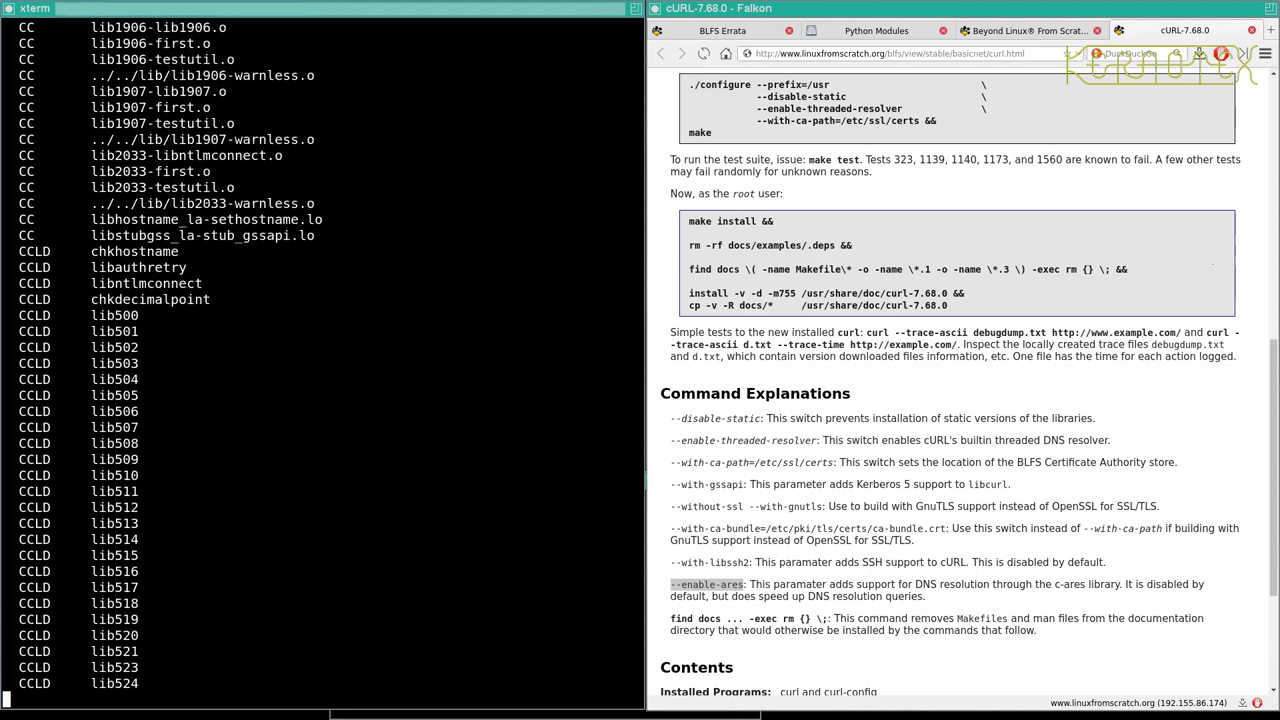 xterm
CC lib1906-lib1906.o
CC lib1906-first.o
CC lib1906-testutil.o
CC ../../lib/lib1906-warnless.o
CC lib1907-lib1907.o
CC lib1907-first.o
CC lib1907-testutil.o
CC ../../lib/lib1907-warnless.o
CC lib2033-libntlmconnect.o
CC lib2033-first.o
CC lib2033-testutil.o
CC ../../lib/lib2033-warnless.o
CC libhostname_la-sethostname.lo
CC libstubgss_la-stub_gssapi.lo
CCLD chkhostname
CCLD libauthretry
CCLD libntlmconnect
CCLD chkdecimalpoint
CCLD lib500
CCLD lib501
CCLD lib502
CCLD lib503
CCLD lib504
CCLD lib505
CCLD lib506
CCLD lib507
CCLD lib508
CCLD lib509
CCLD lib510
CCLD lib511
CCLD lib512
CCLD lib513
CCLD lib514
CCLD lib515
CCLD lib516
CCLD lib517
CCLD lib518
CCLD lib519
CCLD lib520
CCLD lib521
CCLD lib523
CCLD lib524
cURL-7.68.0 - Falkon
BLFS Errata
Python Modules
Beyond Linux® From Scrat...
cURL-7.68.0
http://www.linuxfromscratch.org/blfs/view/stable/basicnet/curl.html
DuckDuckGo
./configure --prefix=/usr \
--disable-static \
--enable-threaded-resolver \
--with-ca-path=/etc/ssl/certs &&
make
To run the test suite, issue: make test. Tests 323, 1139, 1140, 1173, and 1560 are known to fail. A few other tests
may fail randomly for unknown reasons.
Now, as the root user:
make install &&
rm -rf docs/examples/.deps &&
find docs \( -name Makefile\* -o -name \*.1 -o -name \*.3 \) -exec rm {} \; &&
install -v -d -m755 /usr/share/doc/curl-7.68.0 &&
cp -v -R docs/* /usr/share/doc/curl-7.68.0
Simple tests to the new installed curl: curl --trace-ascii debugdump.txt http://www.example.com/ and curl -
-trace-ascii d.txt --trace-time http://example.com/. Inspect the locally created trace files debugdump.txt
and d.txt, which contain version downloaded files information, etc. One file has the time for each action logged.
Command Explanations
--disable-static: This switch prevents installation of static versions of the libraries.
--enable-threaded-resolver: This switch enables cURL's builtin threaded DNS resolver.
--with-ca-path=/etc/ssl/certs: This switch sets the location of the BLFS Certificate Authority store.
--with-gssapi: This parameter adds Kerberos 5 support to libcurl.
--without-ssl --with-gnutls: Use to build with GnuTLS support instead of OpenSSL for SSL/TLS.
--with-ca-bundle=/etc/pki/tls/certs/ca-bundle.crt: Use this switch instead of --with-ca-path if building with
GnuTLS support instead of OpenSSL for SSL/TLS.
--with-libssh2: This paramater adds SSH support to cURL. This is disabled by default.
--enable-ares: This paramater adds support for DNS resolution through the c-ares library. It is disabled by
default, but does speed up DNS resolution queries.
find docs ... -exec rm {} \;: This command removes Makefiles and man files from the documentation
directory that would otherwise be installed by the commands that follow.
Contents
Installed Programs: curl and curl-config
www.linuxfromscratch.org (192.155.86.174)